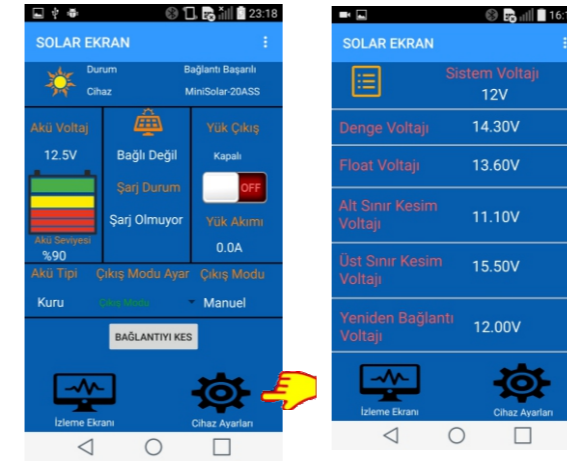 23:18
SOLAR EKRAN
Durum Bağlantı Başarılı
Cihaz MiniSolar-20ASS
Akü Voltaj Yük Çıkış
12.5V Bağlı Değil Kapalı
Şarj Durum OFF
Şarj Olmuyor Yük Akımı
Akü Seviyesi 0.0A
%90
Akü Tipi Çıkış Modu Ayar Çıkış Modu
Kuru Çıkış Modu Manuel
BAĞLANTIYI KES
İzleme Ekranı Cihaz Ayarları
SOLAR EKRAN
Sistem Voltajı
12V
Denge Voltajı 14.30V
Float Voltajı 13.60V
Alt Sınır Kesim
Voltajı 11.10V
Üst Sınır Kesim
Voltajı 15.50V
Yeniden Bağlantı
Voltajı 12.00V
İzleme Ekranı Cihaz Ayarları